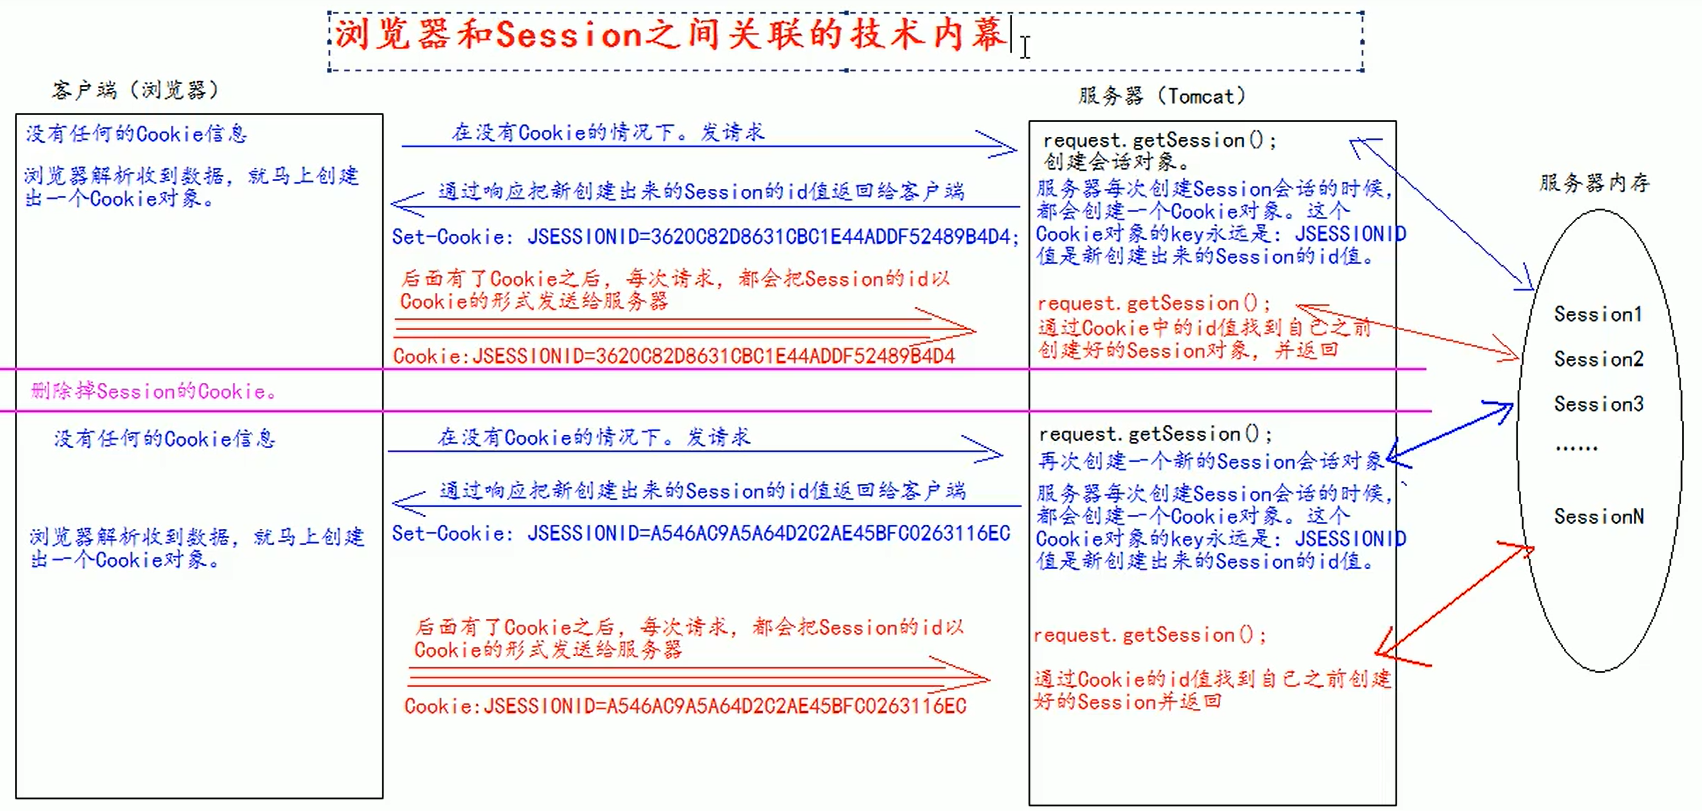 浏览器和Session之间关联的技术内幕
客户端（浏览器）
服务器（Tomcat）
没有任何的Cookie信息
浏览器解析收到数据，就马上创建
出一个Cookie对象。
在没有Cookie的情况下。发请求
通过响应把新创建出来的Session的id值返回给客户端
Set-Cookie: JSESSIONID=3620C82D8631CBC1E44ADDF52489B4D4;
后面有了Cookie之后，每次请求，都会把Session的id以
Cookie的形式发送给服务器
Cookie:JSESSIONID=3620C82D8631CBC1E44ADDF52489B4D4
request.getSession();
创建会话对象。
服务器每次创建Session会话的时候，
都会创建一个Cookie对象。这个
Cookie对象的key永远是：JSESSIONID
值是新创建出来的Session的id值。
request.getSession();
通过Cookie中的id值找到自己之前
创建好的Session对象，并返回
服务器内存
Session1
Session2
Session3
......
SessionN
删除掉Session的Cookie。
没有任何的Cookie信息
浏览器解析收到数据，就马上创建
出一个Cookie对象。
在没有Cookie的情况下。发请求
通过响应把新创建出来的Session的id值返回给客户端
Set-Cookie: JSESSIONID=A546AC9A5A64D2C2AE45BFC0263116EC
后面有了Cookie之后，每次请求，都会把Session的id以
Cookie的形式发送给服务器
Cookie:JSESSIONID=A546AC9A5A64D2C2AE45BFC0263116EC
request.getSession();
再次创建一个新的Session会话对象
服务器每次创建Session会话的时候，
都会创建一个Cookie对象。这个
Cookie对象的key永远是：JSESSIONID
值是新创建出来的Session的id值。
request.getSession();
通过Cookie的id值找到自己之前创建
好的Session并返回